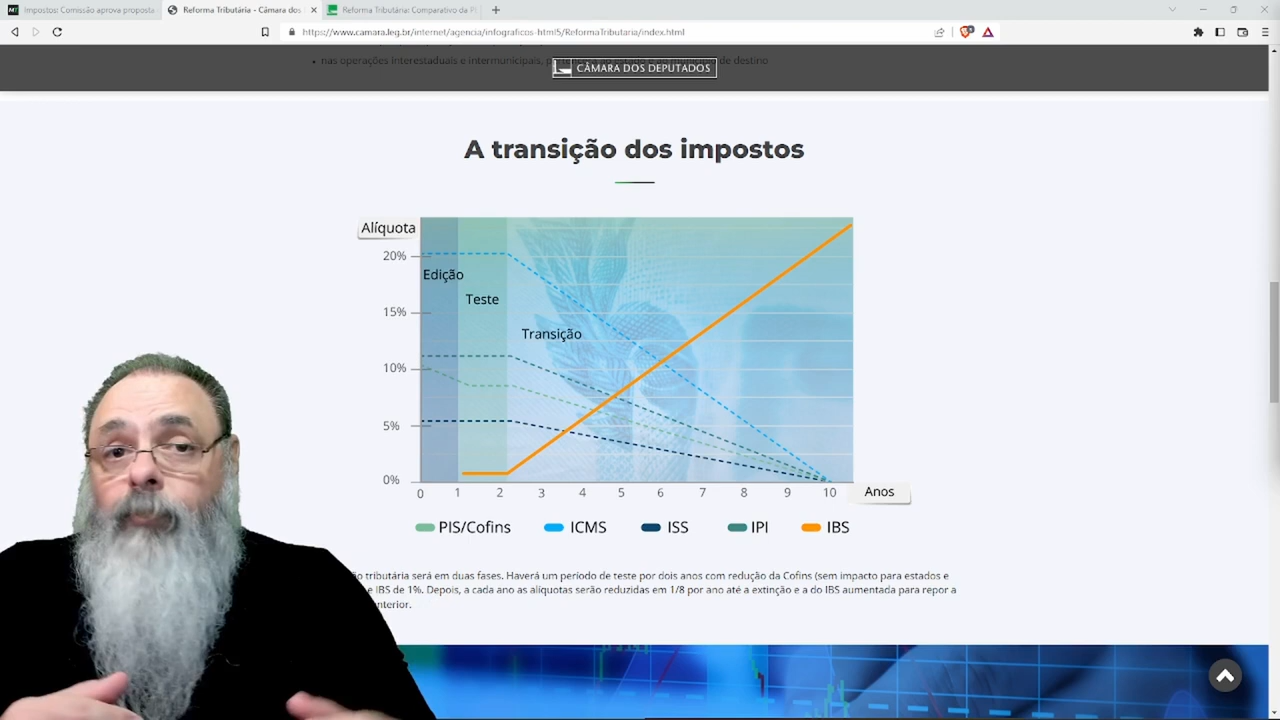 Impostos: Comissão aprova proposta
Reforma Tributária - Câmara dos
Reforma Tributária: Comparativo da PE
https://www.camara.leg.br/internet/agencia/infograficos-html5/ReformaTributaria/index.html
nas operações interestaduais e intermunicipais, de destino
CÂMARA DOS DEPUTADOS
A transição dos impostos
Alíquota
20%
Edição
Teste
15%
Transição
10%
5%
0%
0 1 2 3 4 5 6 7 8 9 10 Anos
PIS/Cofins ICMS ISS IPI IBS
tributária será em duas fases. Haverá um período de teste por dois anos com redução da Cofins (sem impacto para estados e
e IBS de 1%. Depois, a cada ano as alíquotas serão reduzidas em 1/8 por ano até a extinção e a do IBS aumentada para repor a